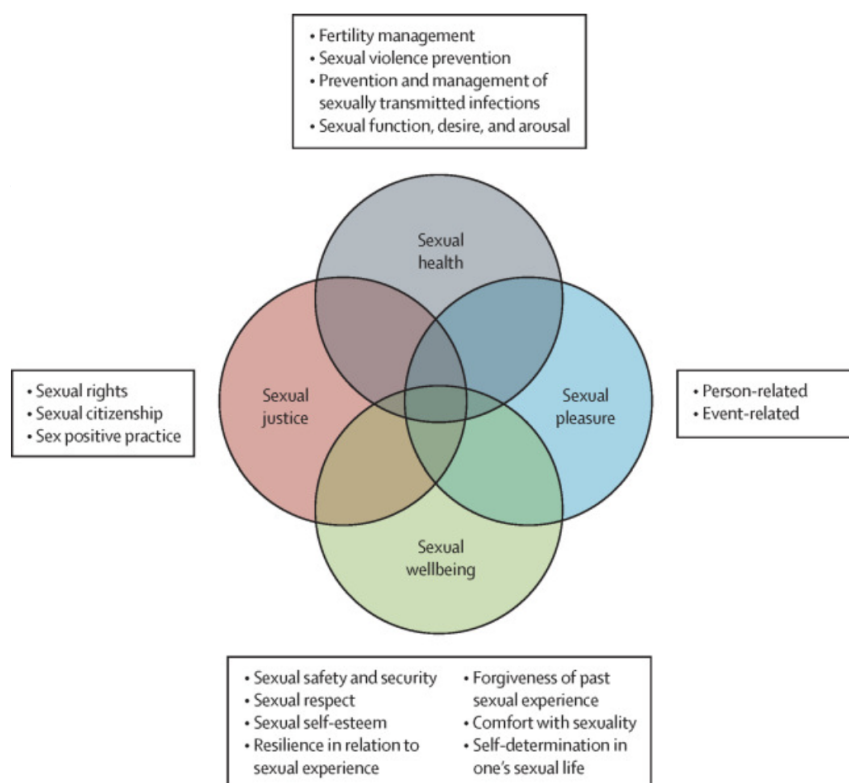 • Fertility management
• Sexual violence prevention
• Prevention and management of
sexually transmitted infections
• Sexual function, desire, and arousal
Sexual
health
• Sexual rights
• Sexual citizenship
• Sex positive practice
Sexual
justice
Sexual
pleasure
• Person-related
• Event-related
Sexual
wellbeing
• Sexual safety and security
• Sexual respect
• Sexual self-esteem
• Resilience in relation to
sexual experience
• Forgiveness of past
sexual experience
• Comfort with sexuality
• Self-determination in
one's sexual life